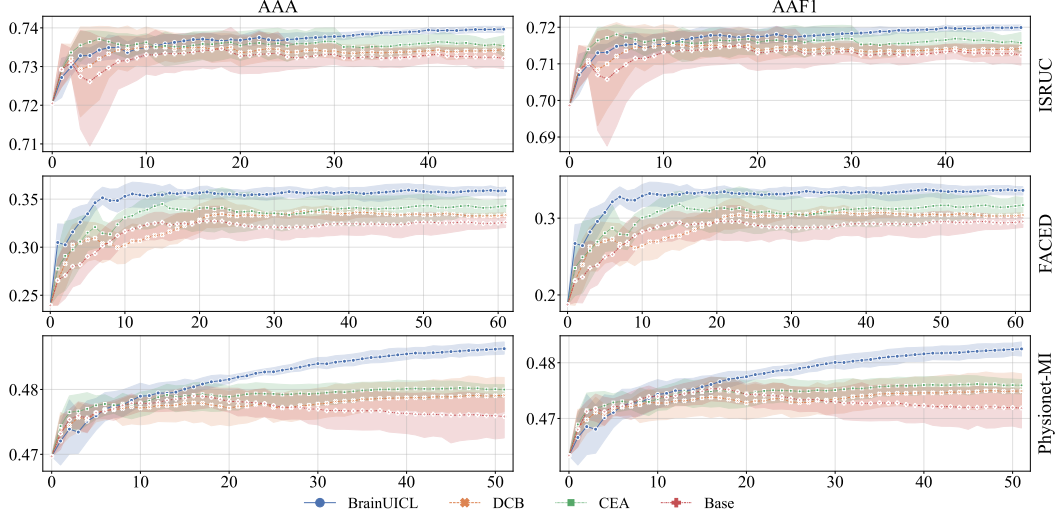 AAA AAF1
0.74 0.73 0.72 0.71
0 10 20 30 40
0.72 0.71 0.70 0.69
0 10 20 30 40
ISRUC
0.35 0.30 0.25
0 10 20 30 40 50 60
0.3 0.2
0 10 20 30 40 50 60
FACED
0.48 0.47
0 10 20 30 40 50
0.48 0.47
0 10 20 30 40 50
Physionet-MI
BrainUICL DCB CEA Base